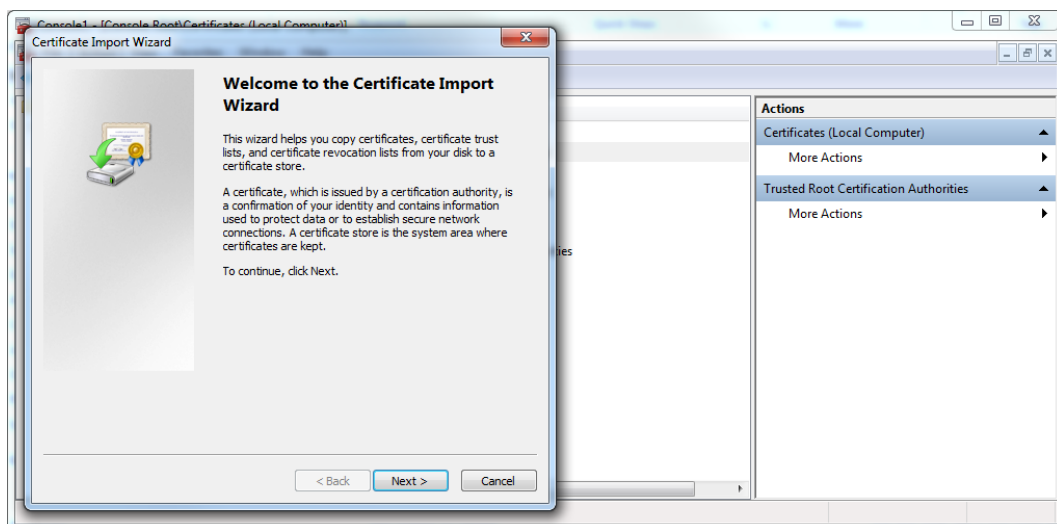 Console1 - [Console Root\Certificates (Local Computer)]
Certificate Import Wizard
Welcome to the Certificate Import
Wizard
This wizard helps you copy certificates, certificate trust
lists, and certificate revocation lists from your disk to a
certificate store.
A certificate, which is issued by a certification authority, is
a confirmation of your identity and contains information
used to protect data or to establish secure network
connections. A certificate store is the system area where
certificates are kept.
To continue, click Next.
< Back
Next >
Cancel
ties
Actions
Certificates (Local Computer)
More Actions
Trusted Root Certification Authorities
More Actions